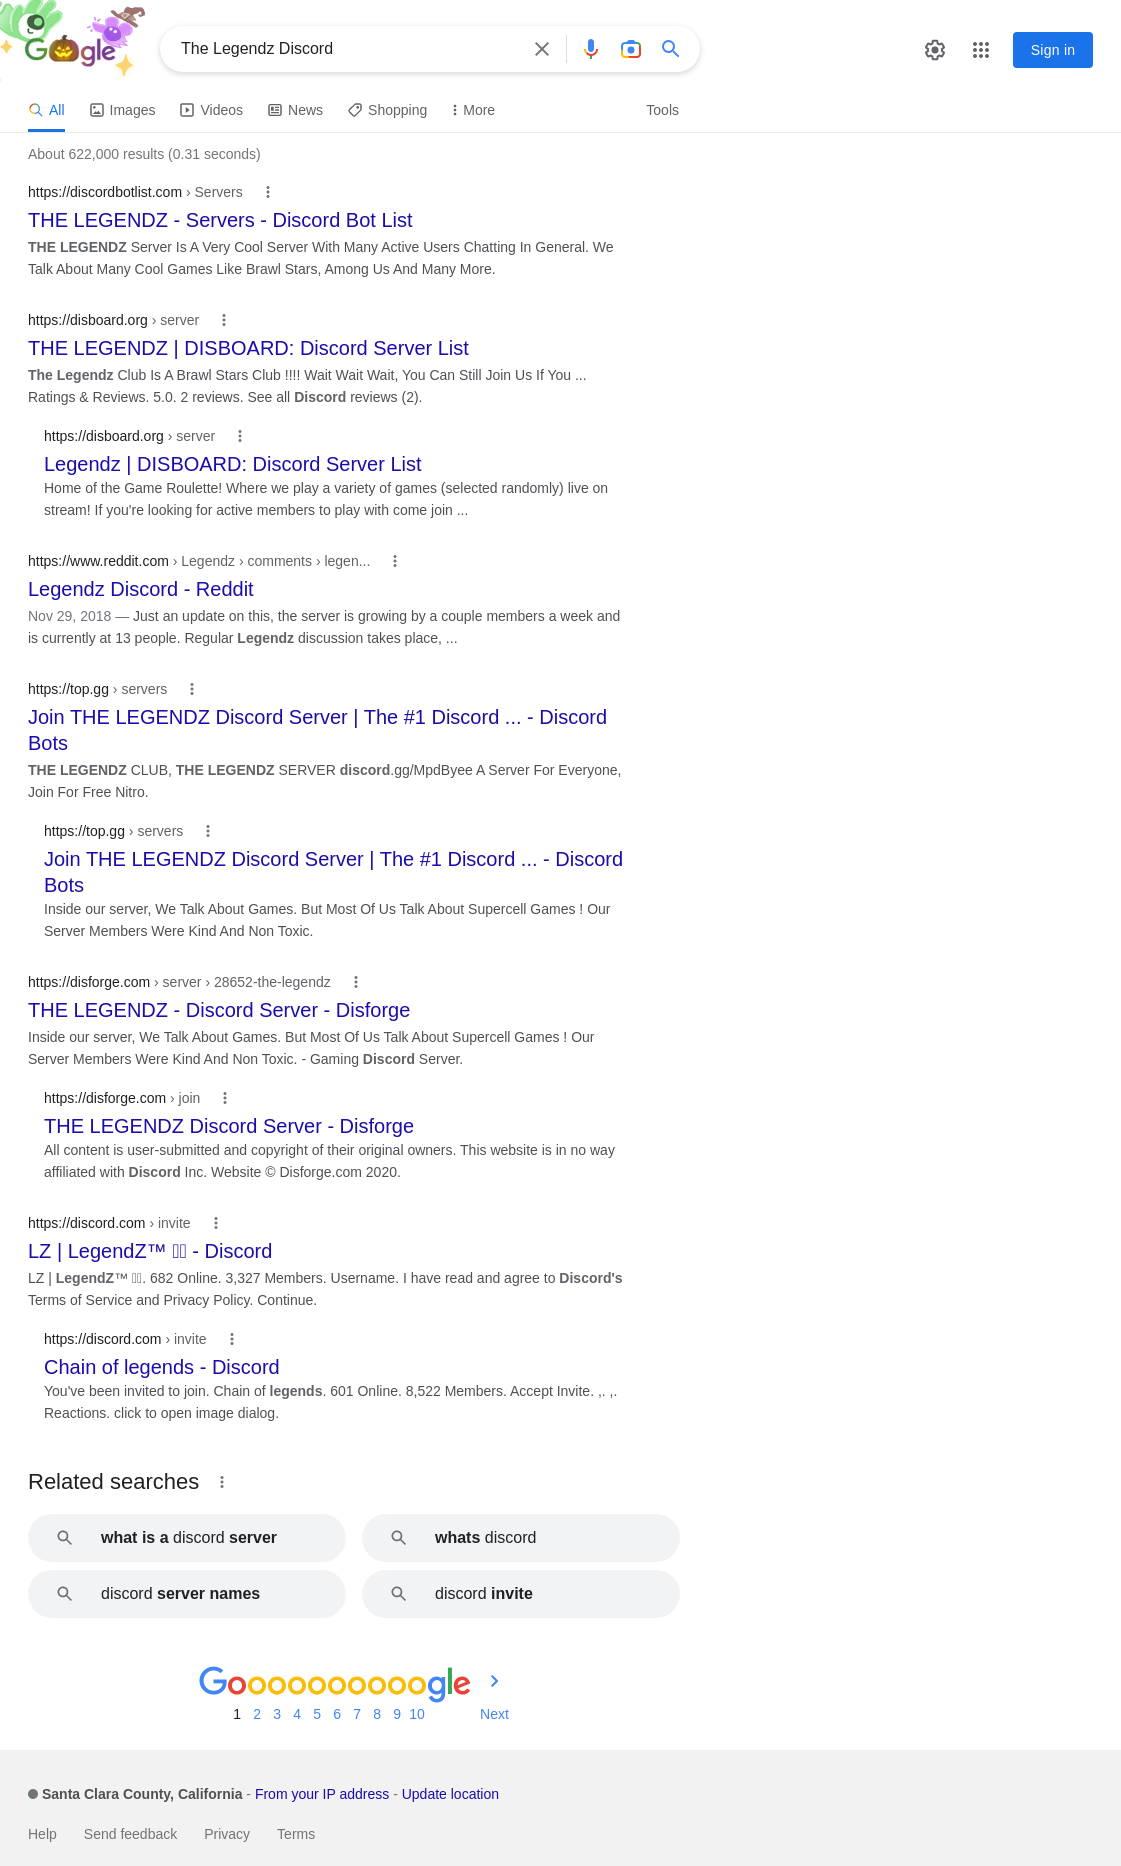 Google
The Legendz Discord
Sign in
All Images Videos News Shopping More Tools
About 622,000 results (0.31 seconds)
https://discordbotlist.com › Servers
THE LEGENDZ - Servers - Discord Bot List
THE LEGENDZ Server Is A Very Cool Server With Many Active Users Chatting In General. We
Talk About Many Cool Games Like Brawl Stars, Among Us And Many More.
https://disboard.org › server
THE LEGENDZ | DISBOARD: Discord Server List
The Legendz Club Is A Brawl Stars Club !!!! Wait Wait Wait, You Can Still Join Us If You ...
Ratings & Reviews. 5.0. 2 reviews. See all Discord reviews (2).
https://disboard.org › server
Legendz | DISBOARD: Discord Server List
Home of the Game Roulette! Where we play a variety of games (selected randomly) live on
stream! If you're looking for active members to play with come join ...
https://www.reddit.com › Legendz › comments › legen...
Legendz Discord - Reddit
Nov 29, 2018 — Just an update on this, the server is growing by a couple members a week and
is currently at 13 people. Regular Legendz discussion takes place, ...
https://top.gg › servers
Join THE LEGENDZ Discord Server | The #1 Discord ... - Discord
Bots
THE LEGENDZ CLUB, THE LEGENDZ SERVER discord.gg/MpdByee A Server For Everyone,
Join For Free Nitro.
https://top.gg › servers
Join THE LEGENDZ Discord Server | The #1 Discord ... - Discord
Bots
Inside our server, We Talk About Games. But Most Of Us Talk About Supercell Games ! Our
Server Members Were Kind And Non Toxic.
https://disforge.com › server › 28652-the-legendz
THE LEGENDZ - Discord Server - Disforge
Inside our server, We Talk About Games. But Most Of Us Talk About Supercell Games ! Our
Server Members Were Kind And Non Toxic. - Gaming Discord Server.
https://disforge.com › join
THE LEGENDZ Discord Server - Disforge
All content is user-submitted and copyright of their original owners. This website is in no way
affiliated with Discord Inc. Website © Disforge.com 2020.
https://discord.com › invite
LZ | LegendZ™ - Discord
LZ | LegendZ™ . 682 Online. 3,327 Members. Username. I have read and agree to Discord's
Terms of Service and Privacy Policy. Continue.
https://discord.com › invite
Chain of legends - Discord
You've been invited to join. Chain of legends. 601 Online. 8,522 Members. Accept Invite. ,. ,.
Reactions. click to open image dialog.
Related searches
what is a discord server
whats discord
discord server names
discord invite
Goooooooooogle
1 2 3 4 5 6 7 8 9 10 Next
Santa Clara County, California - From your IP address - Update location
Help Send feedback Privacy Terms